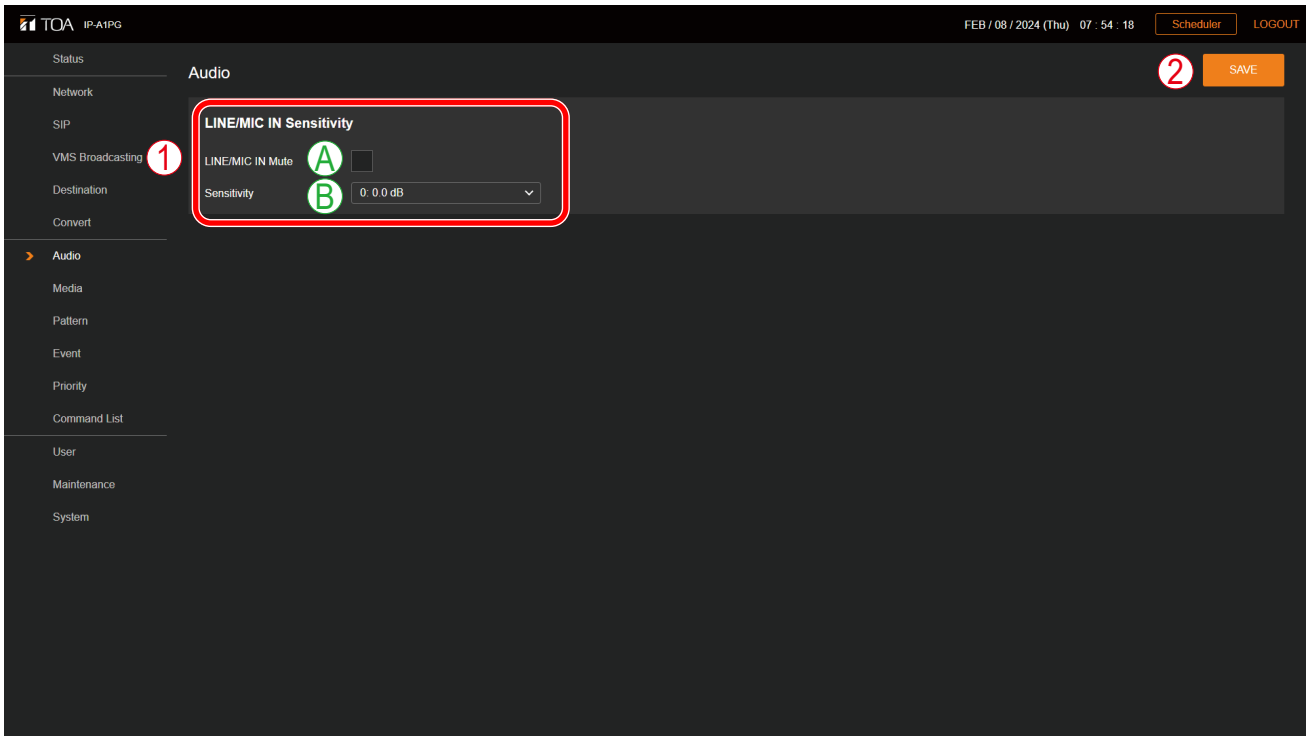 TOA IP-A1PG FEB / 08 / 2024 (Thu) 07 : 54 : 18 Scheduler LOGOUT
Status
Network
SIP
VMS Broadcasting
Destination
Convert
Audio
Media
Pattern
Event
Priority
Command List
User
Maintenance
System
Audio
2 SAVE
1
LINE/MIC IN Sensitivity
LINE/MIC IN Mute A
Sensitivity B 0: 0.0 dB